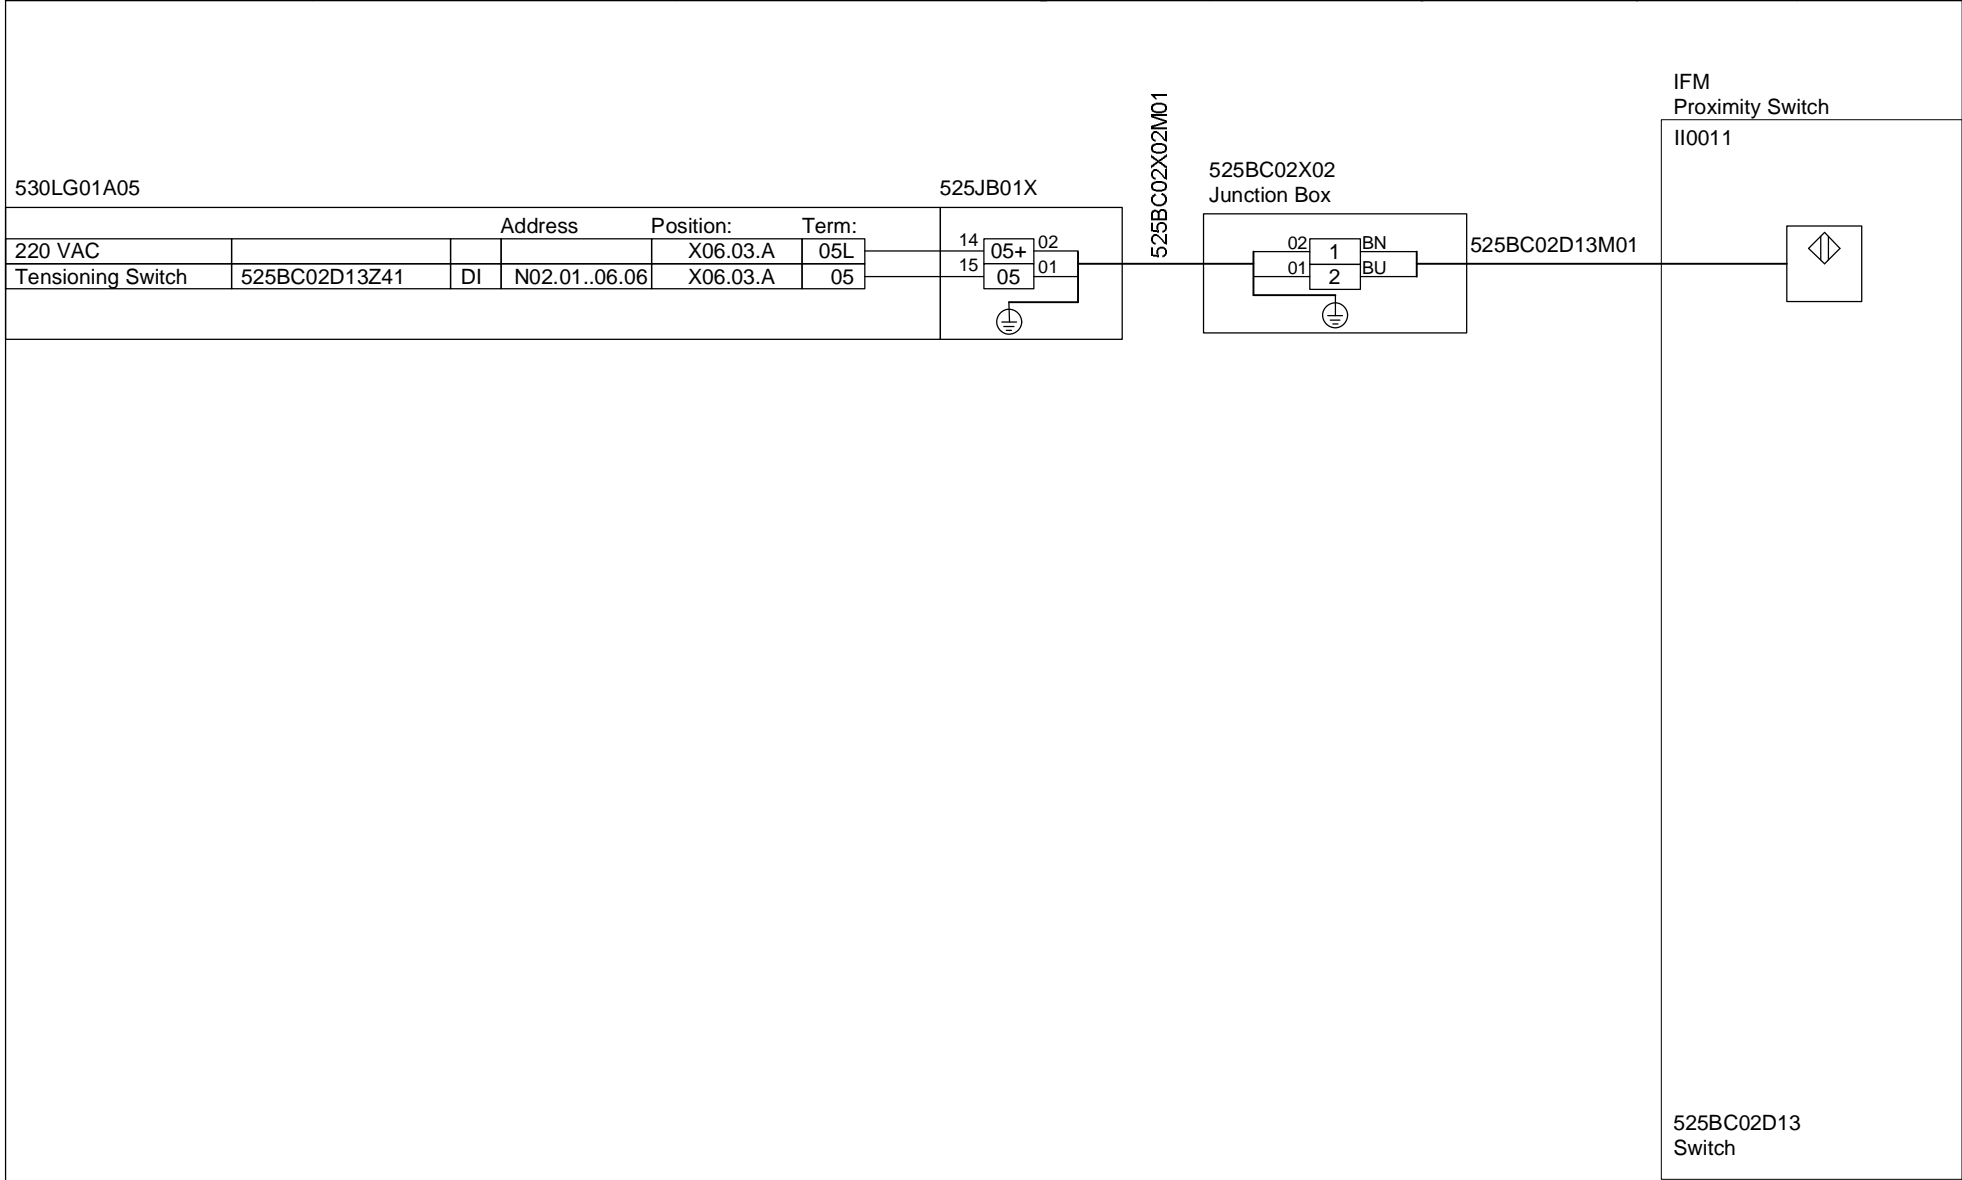 IFM
Proximity Switch
II0011
525BC02X02M01
525BC02X02
Junction Box
530LG01A05
525JB01X
Address Position: Term:
220 VAC X06.03.A 05L
Tensioning Switch 525BC02D13Z41 DI N02.01..06.06 X06.03.A 05
14 05+ 02
15 05 01
02 1 BN
01 2 BU
525BC02D13M01
525BC02D13
Switch